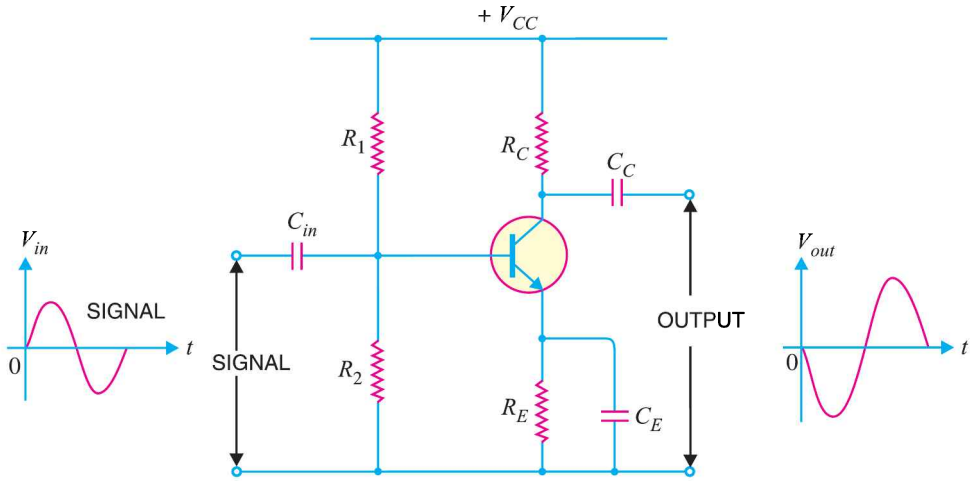 + V_CC
R_1
R_C
C_C
C_in
V_in
SIGNAL
t
0
SIGNAL
R_2
R_E
C_E
OUTPUT
V_out
t
0